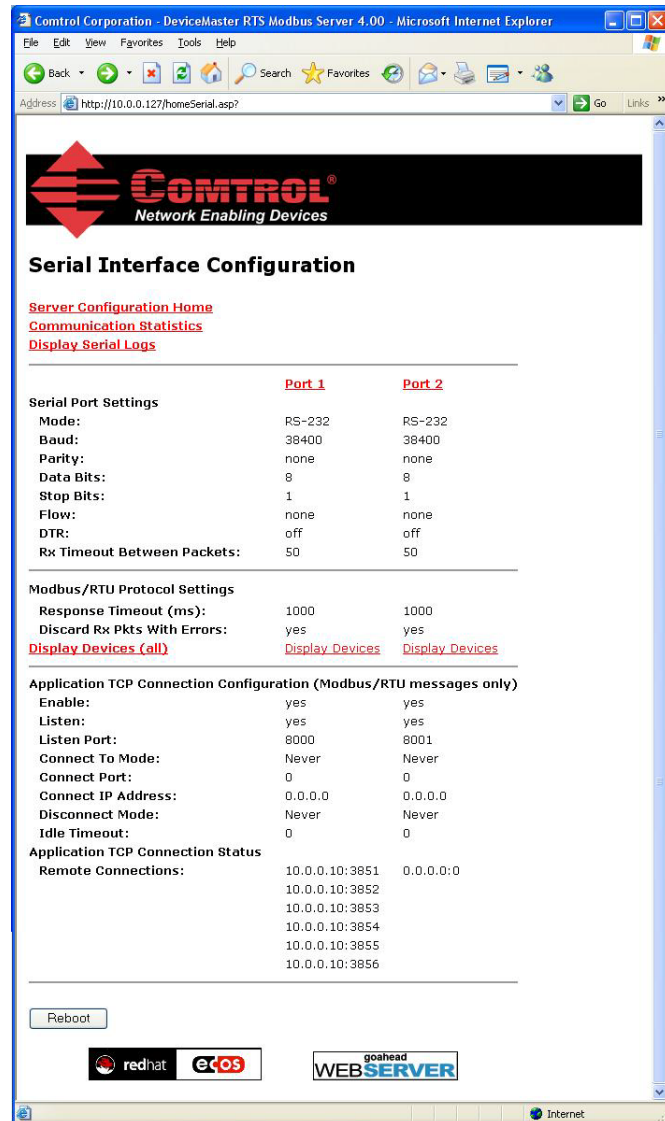 Comtrol Corporation - DeviceMaster RTS Modbus Server 4.00 - Microsoft Internet Explorer
File Edit View Favorites Tools Help
Back Search Favorites
Address http://10.0.0.127/homeSerial.asp? Go Links »
COMTROL®
Network Enabling Devices
Serial Interface Configuration
Server Configuration Home
Communication Statistics
Display Serial Logs
Port 1 Port 2
Serial Port Settings
Mode: RS-232 RS-232
Baud: 38400 38400
Parity: none none
Data Bits: 8 8
Stop Bits: 1 1
Flow: none none
DTR: off off
Rx Timeout Between Packets: 50 50
Modbus/RTU Protocol Settings
Response Timeout (ms): 1000 1000
Discard Rx Pkts With Errors: yes yes
Display Devices (all) Display Devices Display Devices
Application TCP Connection Configuration (Modbus/RTU messages only)
Enable: yes yes
Listen: yes yes
Listen Port: 8000 8001
Connect To Mode: Never Never
Connect Port: 0 0
Connect IP Address: 0.0.0.0 0.0.0.0
Disconnect Mode: Never Never
Idle Timeout: 0 0
Application TCP Connection Status
Remote Connections: 10.0.0.10:3851 0.0.0.0:0
10.0.0.10:3852
10.0.0.10:3853
10.0.0.10:3854
10.0.0.10:3855
10.0.0.10:3856
Reboot
redhat eCos
goahead
WEBSERVER
Internet